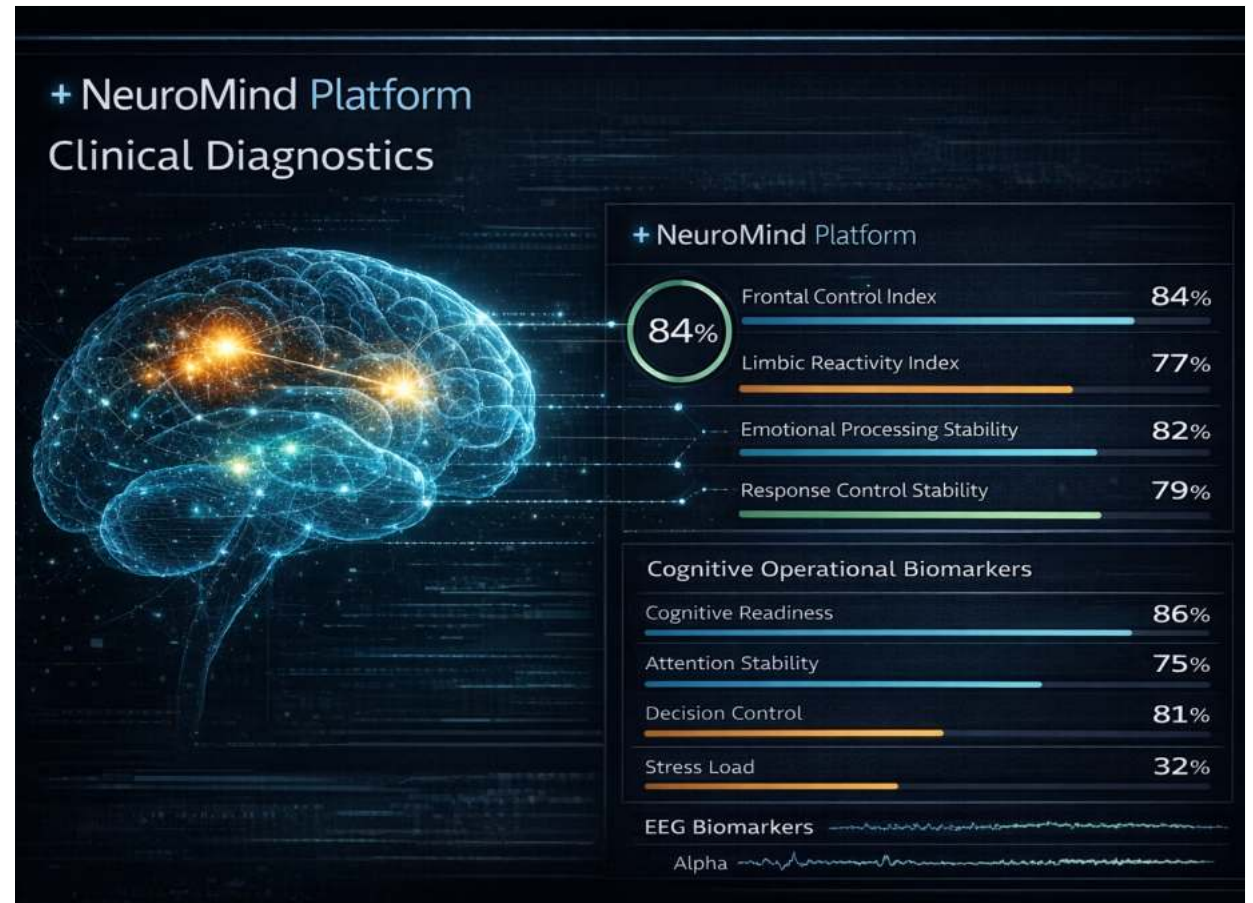 + NeuroMind Platform
Clinical Diagnostics
+ NeuroMind Platform
84%
Frontal Control Index 84%
Limbic Reactivity Index 77%
Emotional Processing Stability 82%
Response Control Stability 79%
Cognitive Operational Biomarkers
Cognitive Readiness 86%
Attention Stability 75%
Decision Control 81%
Stress Load 32%
EEG Biomarkers
Alpha